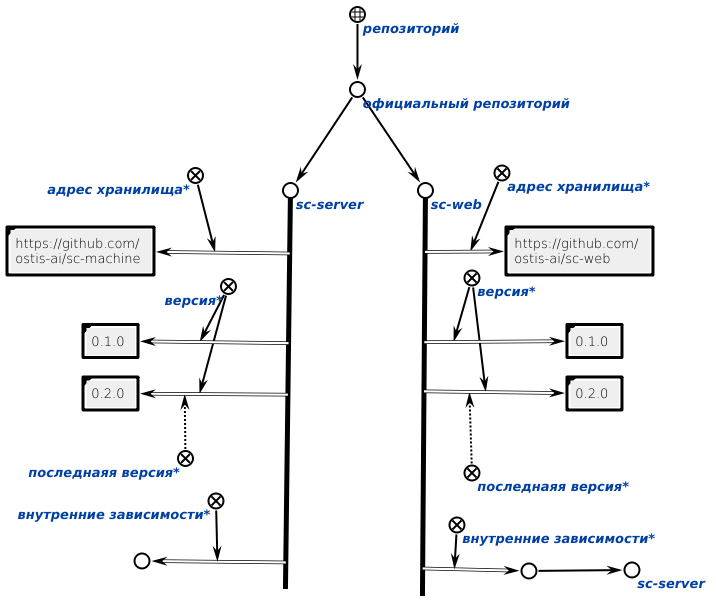 репозиторий
официальный репозиторий
адрес хранилища*
адрес хранилища*
sc-server
sc-web
https://github.com/
ostis-ai/sc-machine
https://github.com/
ostis-ai/sc-web
версия*
версия*
0.1.0
0.1.0
0.2.0
0.2.0
последнаяя версия*
последнаяя версия*
внутренние зависимости*
внутренние зависимости*
sc-server